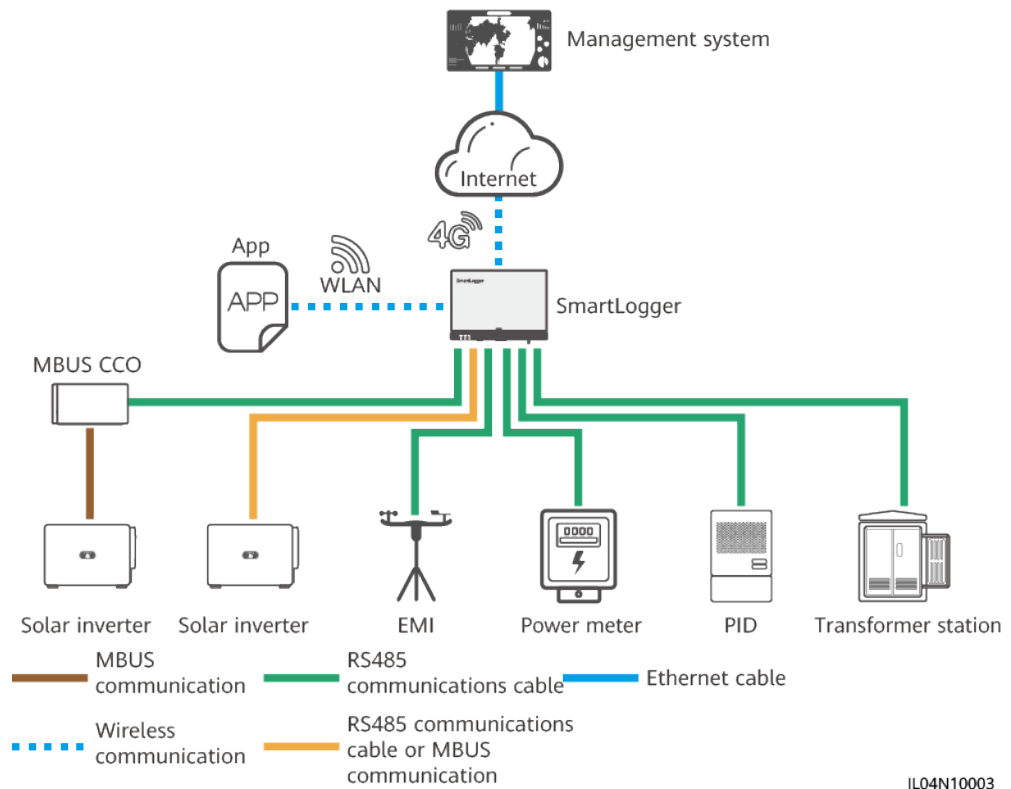 Management system
Internet
4G
App
WLAN
APP
SmartLogger
SmartLogger
MBUS CCO
0000
Solar inverter Solar inverter EMI Power meter PID Transformer station
MBUS
communication
RS485
communications cable
Ethernet cable
Wireless
communication
RS485 communications
cable or MBUS
communication
IL04N10003